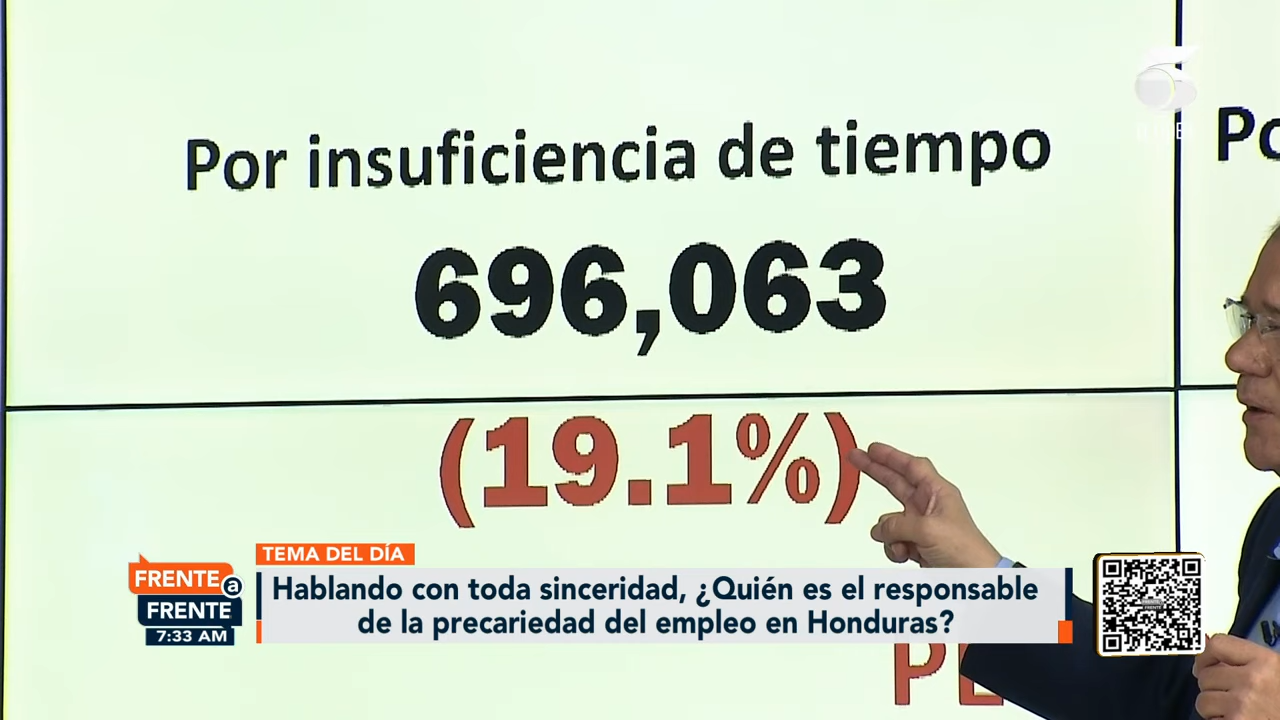 Por insuficiencia de tiempo
696,063
(19.1%)
Po
TEMA DEL DÍA
FRENTE a
FRENTE
7:33 AM
Hablando con toda sinceridad, ¿Quién es el responsable
de la precariedad del empleo en Honduras?